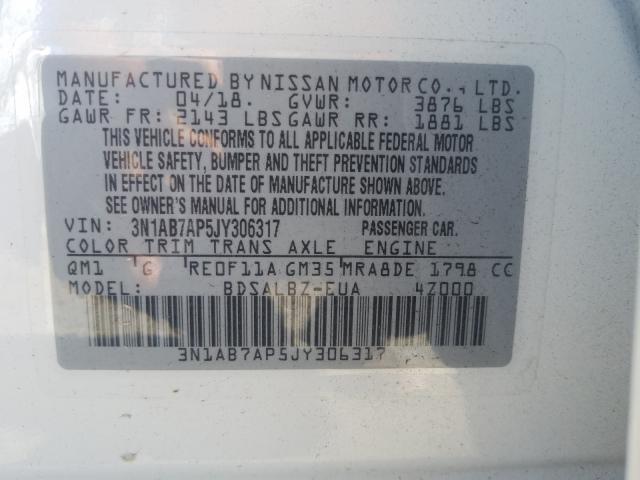 MANUFACTURED BY NISSAN MOTOR CO., LTD.
DATE: 04/18. GVWR: 3876 LBS
GAWR FR: 2143 LBS GAWR RR: 1881 LBS
THIS VEHICLE CONFORMS TO ALL APPLICABLE FEDERAL MOTOR
VEHICLE SAFETY, BUMPER AND THEFT PREVENTION STANDARDS
IN EFFECT ON THE DATE OF MANUFACTURE SHOWN ABOVE.
SEE OWNER'S MANUAL FOR ADDITIONAL INFORMATION.
VIN: 3N1AB7AP5JY306317 PASSENGER CAR.
COLOR TRIM TRANS AXLE ENGINE
QM1 G RE0F11A GM35 MRA8DE 1798 CC
MODEL: BDSALBZ-EUA 4Z000
3N1AB7AP5JY306317